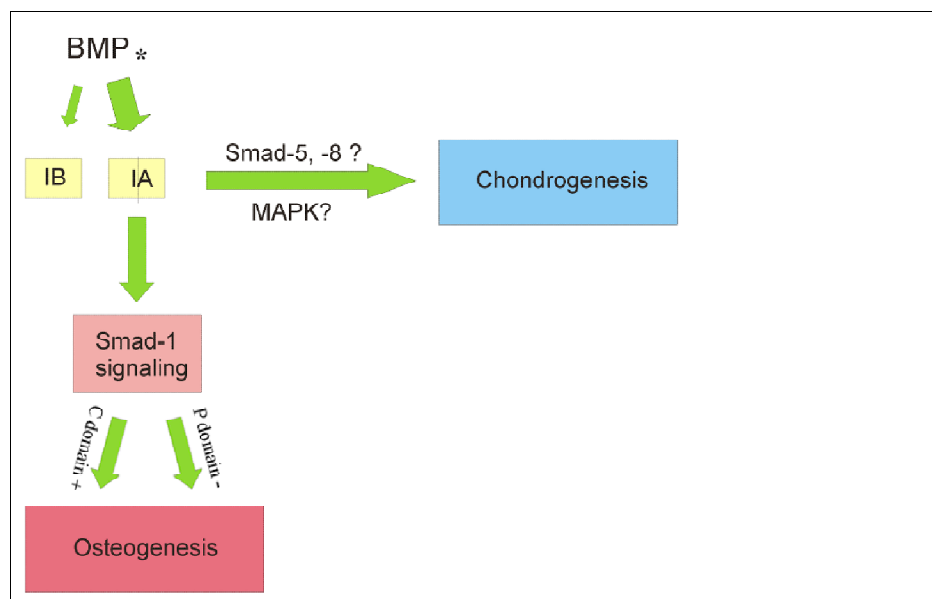 BMP *
IB
IA
Smad-5, -8 ?
MAPK?
Chondrogenesis
Smad-1
signaling
C domain +
P domain -
Osteogenesis